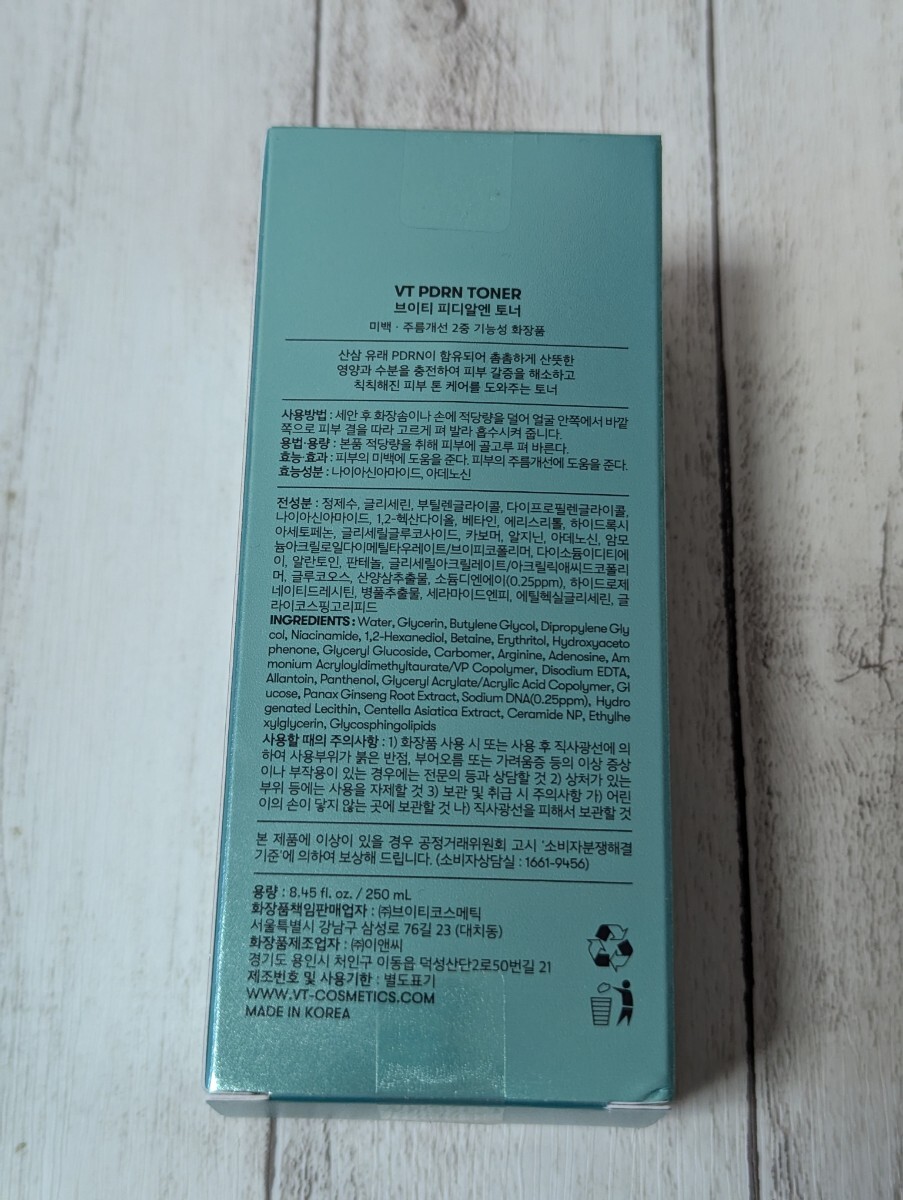 VT PDRN TONER
브이티 피디알엔 토너
미백 · 주름개선 2중 기능성 화장품
산삼 유래 PDRN이 함유되어 촘촘하게 산뜻한
영양과 수분을 충전하여 피부 갈증을 해소하고
칙칙해진 피부 톤 케어를 도와주는 토너
사용방법 : 세안 후 화장솜이나 손에 적당량을 덜어 얼굴 안쪽에서 바깥
쪽으로 피부 결을 따라 고르게 펴 발라 흡수시켜 줍니다.
용법·용량 : 본품 적당량을 취해 피부에 골고루 펴 바른다.
효능·효과 : 피부의 미백에 도움을 준다. 피부의 주름개선에 도움을 준다.
효능성분 : 나이아신아마이드, 아데노신
전성분 : 정제수, 글리세린, 부틸렌글라이콜, 다이프로필렌글라이콜,
나이아신아마이드, 1,2-헥산다이올, 베타인, 에리스리톨, 하이드록시
아세토페논, 글리세릴글루코사이드, 카보머, 알지닌, 아데노신, 암모
늄아크릴로일다이메틸타우레이트/브이피코폴리머, 다이소듐이디티에
이, 알란토인, 판테놀, 글리세릴아크릴레이트/아크릴릭애씨드코폴리
머, 글루코오스, 산양삼추출물, 소듐디엔에이(0.25ppm), 하이드로제
네이티드레시틴, 병풀추출물, 세라마이드엔피, 에틸헥실글리세린, 글
라이코스핑고리피드
INGREDIENTS : Water, Glycerin, Butylene Glycol, Dipropylene Gly
col, Niacinamide, 1,2-Hexanediol, Betaine, Erythritol, Hydroxyaceto
phenone, Glyceryl Glucoside, Carbomer, Arginine, Adenosine, Am
monium Acryloyldimethyltaurate/VP Copolymer, Disodium EDTA,
Allantoin, Panthenol, Glyceryl Acrylate/Acrylic Acid Copolymer, Gl
ucose, Panax Ginseng Root Extract, Sodium DNA(0.25ppm), Hydro
genated Lecithin, Centella Asiatica Extract, Ceramide NP, Ethylhe
xylglycerin, Glycosphingolipids
사용할 때의 주의사항 : 1) 화장품 사용 시 또는 사용 후 직사광선에 의
하여 사용부위가 붉은 반점, 부어오름 또는 가려움증 등의 이상 증상
이나 부작용이 있는 경우에는 전문의 등과 상담할 것 2) 상처가 있는
부위 등에는 사용을 자제할 것 3) 보관 및 취급 시 주의사항 가) 어린
이의 손이 닿지 않는 곳에 보관할 것 나) 직사광선을 피해서 보관할 것
본 제품에 이상이 있을 경우 공정거래위원회 고시 '소비자분쟁해결
기준'에 의하여 보상해 드립니다. (소비자상담실 : 1661-9456)
용량 : 8.45 fl. oz. / 250 mL
화장품책임판매업자 : ㈜브이티코스메틱
서울특별시 강남구 삼성로 76길 23 (대치동)
화장품제조업자 : ㈜이앤씨
경기도 용인시 처인구 이동읍 덕성산단2로50번길 21
제조번호 및 사용기한 : 별도표기
WWW.VT-COSMETICS.COM
MADE IN KOREA